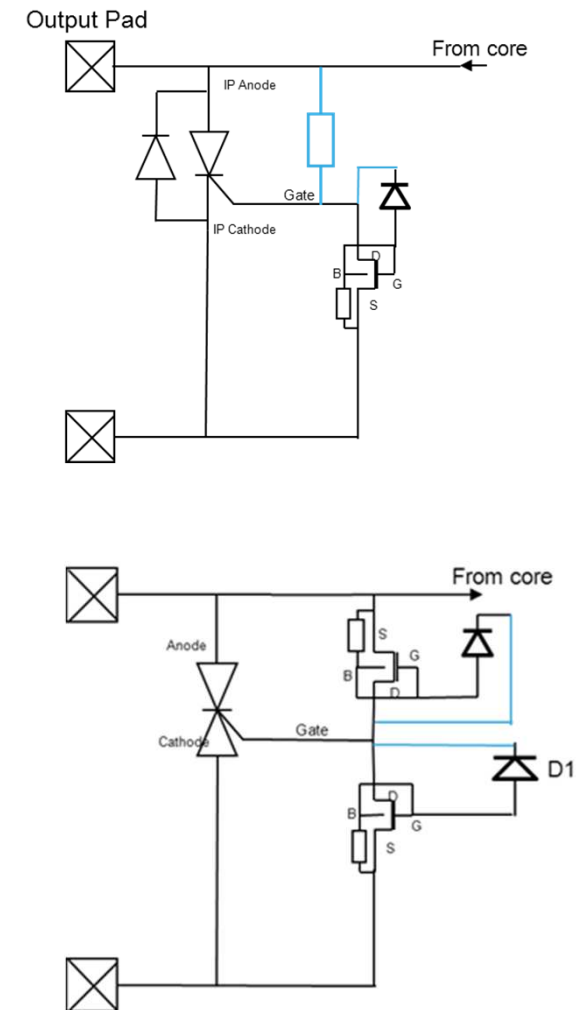 Output Pad
From core
IP Anode
Gate
IP Cathode
D
B
G
S
From core
S
Anode
G
B
D
Gate
Cathode
D1
D
B
G
S